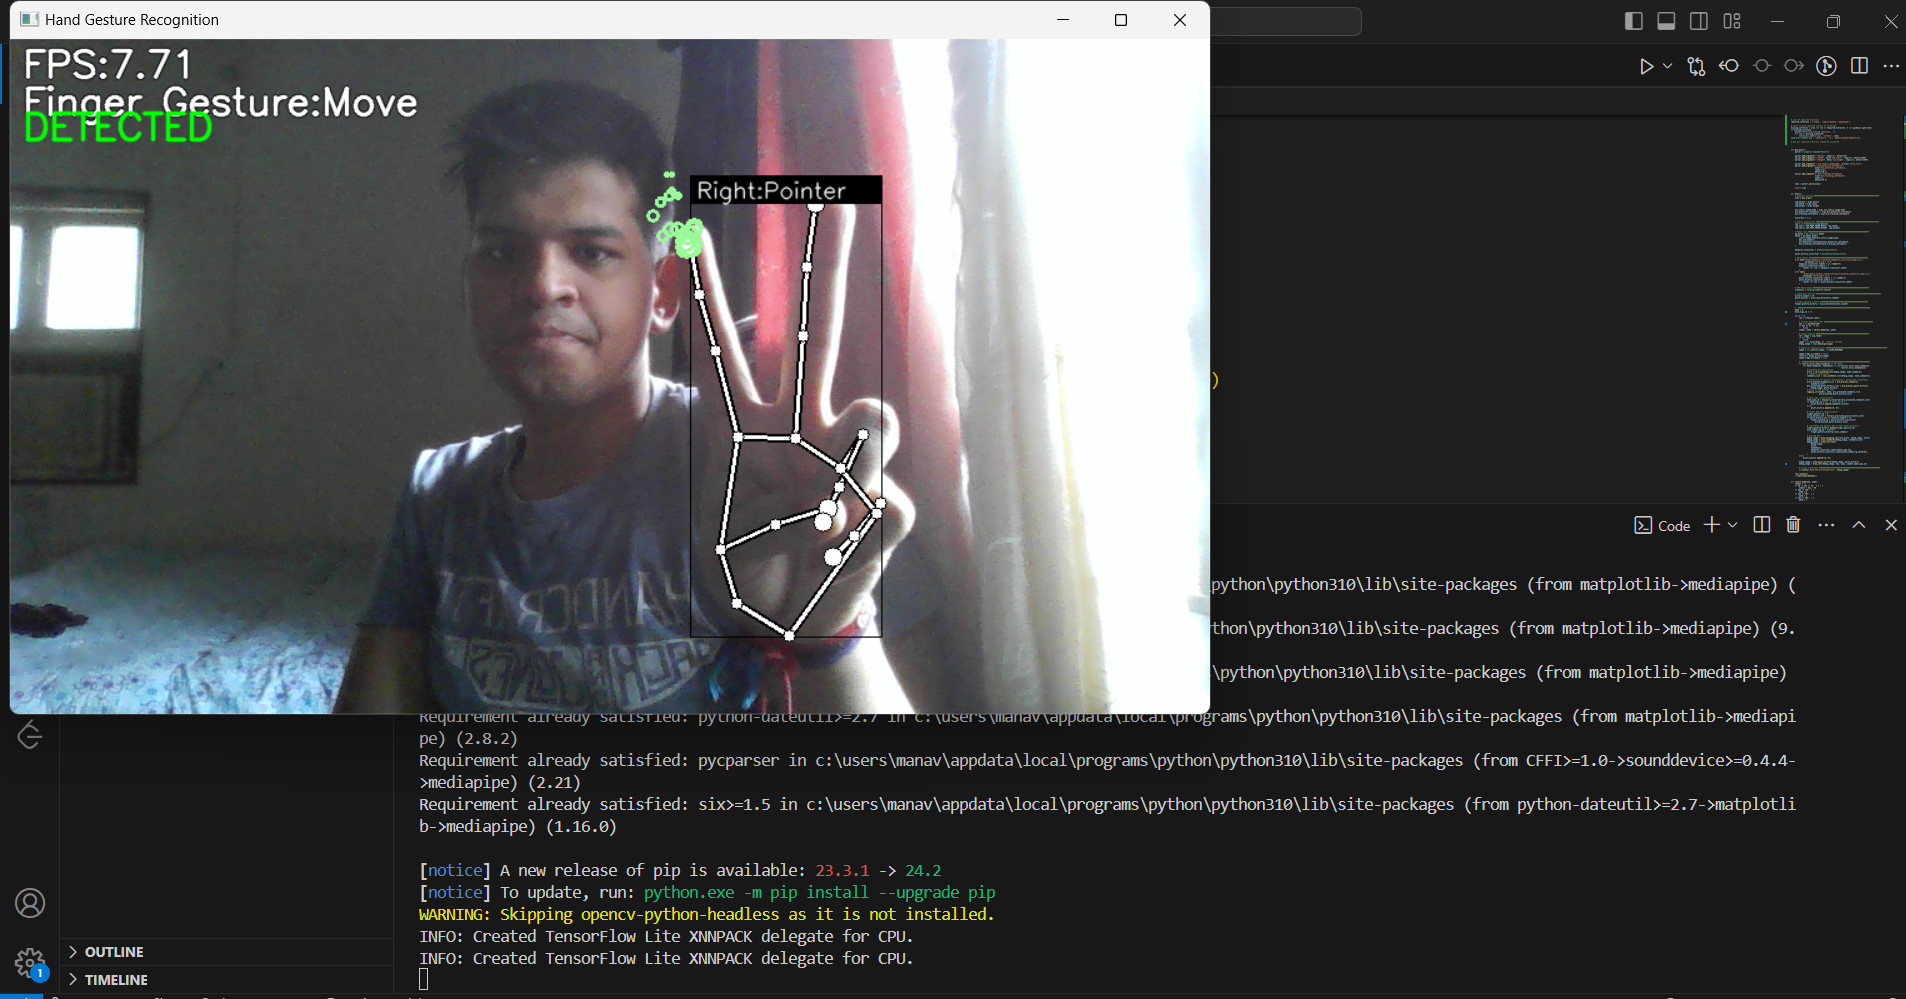 Hand Gesture Recognition
FPS:7.71
Finger Gesture:Move
DETECTED
Right:Pointer
)
Code
python\python310\lib\site-packages (from matplotlib->mediapipe) (
thon\python310\lib\site-packages (from matplotlib->mediapipe) (9.
\python\python310\lib\site-packages (from matplotlib->mediapipe)
Requirement already satisfied: python-dateutil>=2.7 in c:\users\manav\appdata\local\programs\python\python310\lib\site-packages (from matplotlib->mediapi
pe) (2.8.2)
Requirement already satisfied: pycparser in c:\users\manav\appdata\local\programs\python\python310\lib\site-packages (from CFFI>=1.0->sounddevice>=0.4.4-
>mediapipe) (2.21)
Requirement already satisfied: six>=1.5 in c:\users\manav\appdata\local\programs\python\python310\lib\site-packages (from python-dateutil>=2.7->matplotli
b->mediapipe) (1.16.0)
[notice] A new release of pip is available: 23.3.1 -> 24.2
[notice] To update, run: python.exe -m pip install --upgrade pip
WARNING: Skipping opencv-python-headless as it is not installed.
INFO: Created TensorFlow Lite XNNPACK delegate for CPU.
INFO: Created TensorFlow Lite XNNPACK delegate for CPU.
1
OUTLINE
TIMELINE